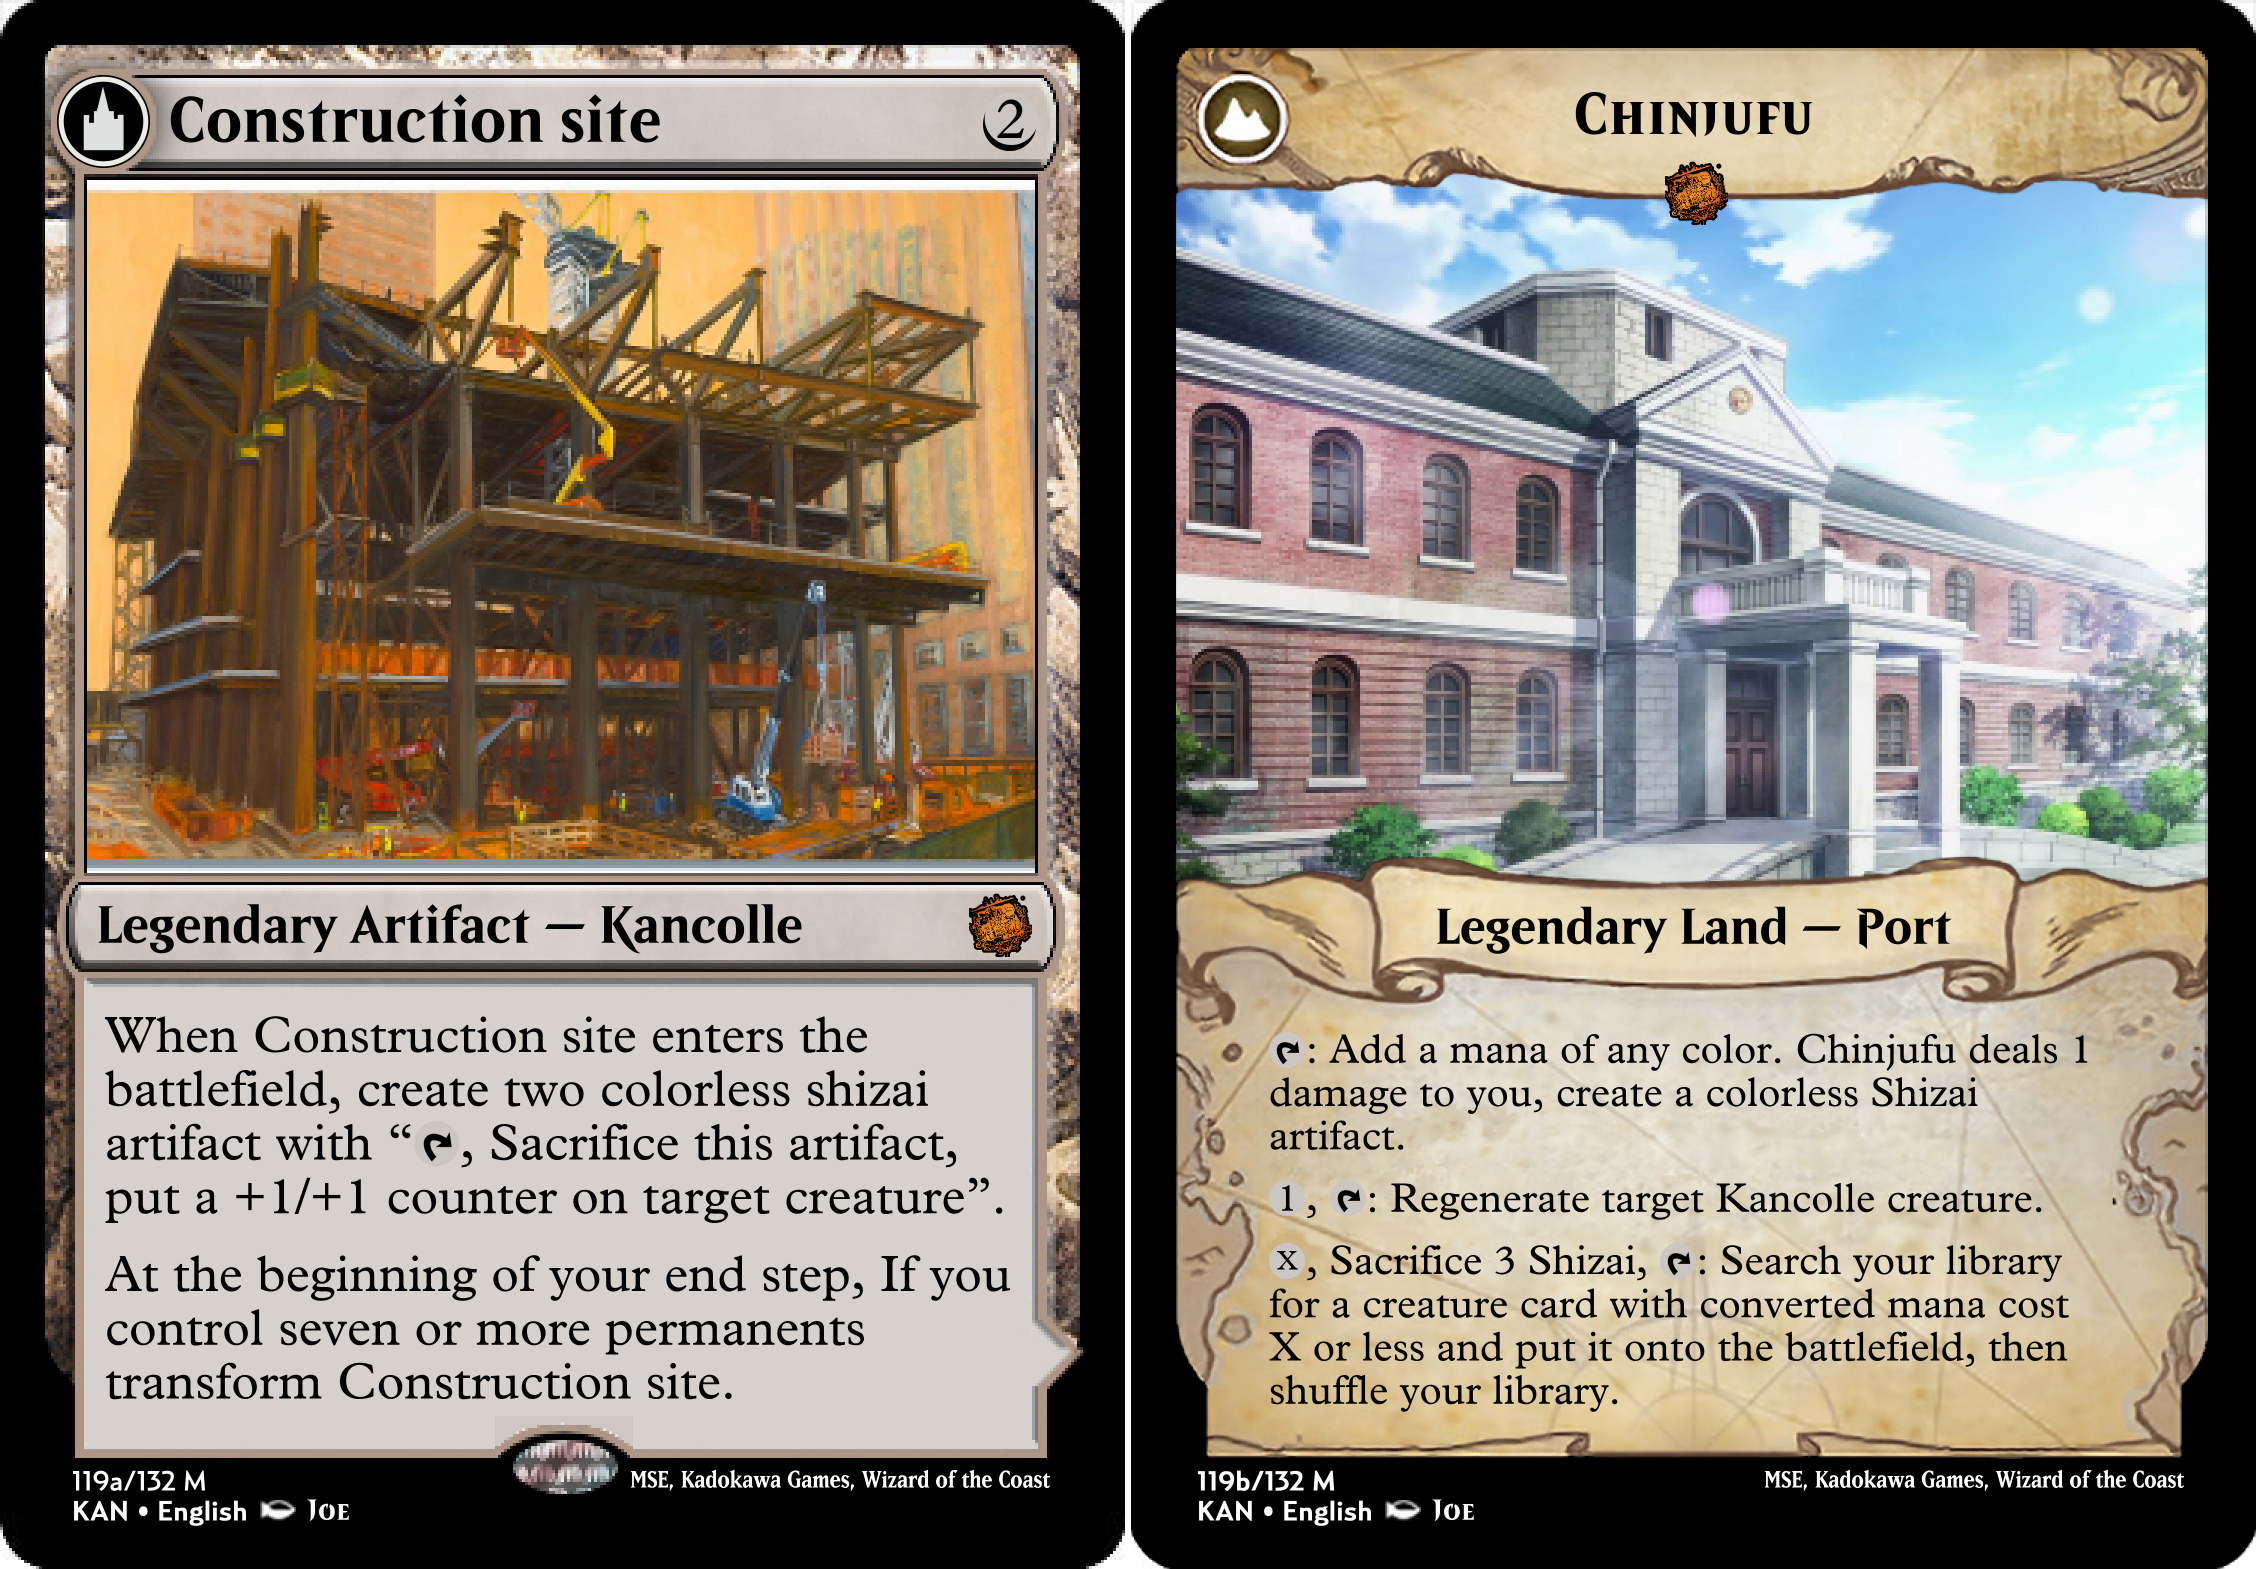 Construction site
2
Legendary Artifact — Kancolle
When Construction site enters the
battlefield, create two colorless shizai
artifact with “, Sacrifice this artifact,
put a +1/+1 counter on target creature”.
At the beginning of your end step, If you
control seven or more permanents
transform Construction site.
119a/132 M
KAN • English JOE
MSE, Kadokawa Games, Wizard of the Coast
CHINJUFU
Legendary Land — Port
: Add a mana of any color. Chinjufu deals 1
damage to you, create a colorless Shizai
artifact.
1, : Regenerate target Kancolle creature.
X, Sacrifice 3 Shizai, : Search your library
for a creature card with converted mana cost
X or less and put it onto the battlefield, then
shuffle your library.
119b/132 M
KAN • English JOE
MSE, Kadokawa Games, Wizard of the Coast